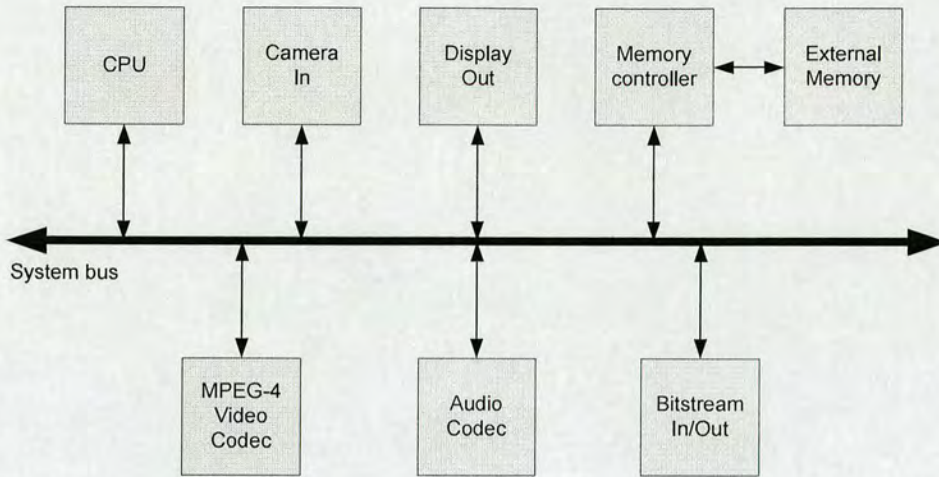 CPU
Camera
In
Display
Out
Memory
controller
External
Memory
System bus
MPEG-4
Video
Codec
Audio
Codec
Bitstream
In/Out